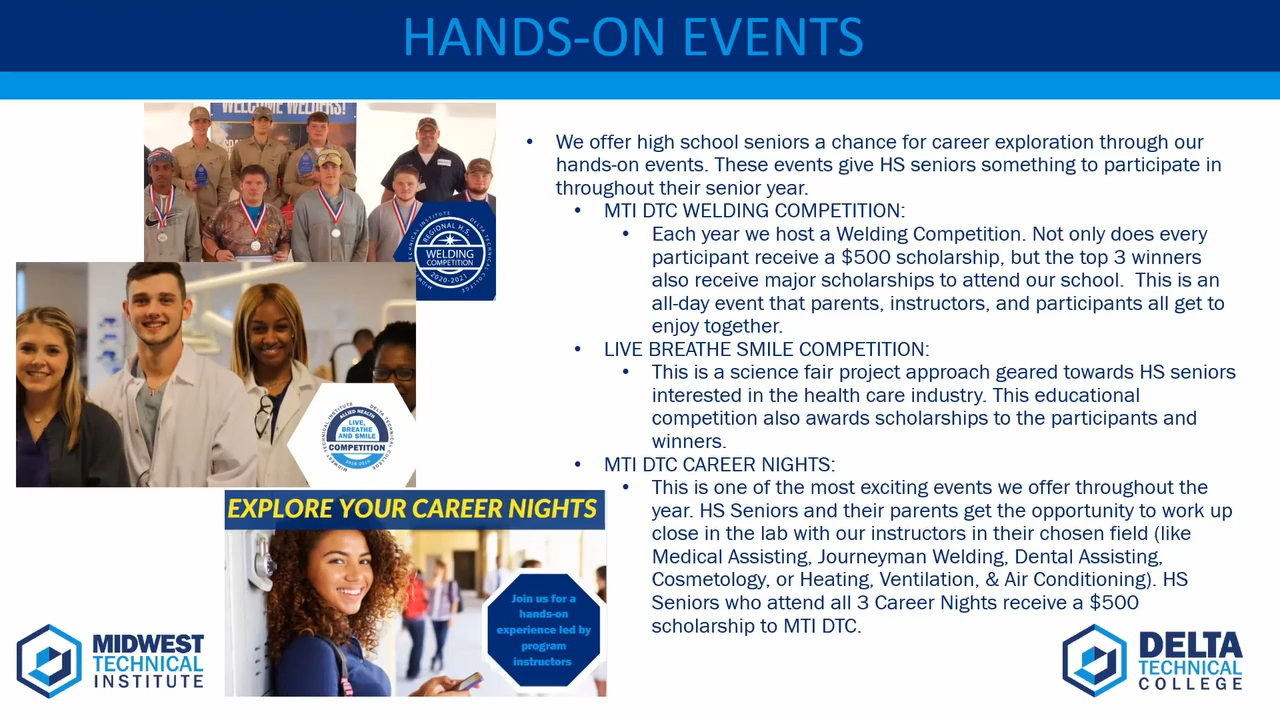 HANDS-ON EVENTS
WELCOME WELDERS!
REGIONAL H.S.
WELDING
COMPETITION
2020-2021
• We offer high school seniors a chance for career exploration through our
hands-on events. These events give HS seniors something to participate in
throughout their senior year.
• MTI DTC WELDING COMPETITION:
• Each year we host a Welding Competition. Not only does every
participant receive a $500 scholarship, but the top 3 winners
also receive major scholarships to attend our school.  This is an
all-day event that parents, instructors, and participants all get to
enjoy together.
• LIVE BREATHE SMILE COMPETITION:
• This is a science fair project approach geared towards HS seniors
interested in the health care industry. This educational
competition also awards scholarships to the participants and
winners.
• MTI DTC CAREER NIGHTS:
• This is one of the most exciting events we offer throughout the
year. HS Seniors and their parents get the opportunity to work up
close in the lab with our instructors in their chosen field (like
Medical Assisting, Journeyman Welding, Dental Assisting,
Cosmetology, or Heating, Ventilation, & Air Conditioning). HS
Seniors who attend all 3 Career Nights receive a $500
scholarship to MTI DTC.
MIDWEST TECHNICAL INSTITUTE
DELTA TECHNICAL COLLEGE
ALLIED HEALTH
LIVE,
BREATHE
AND SMILE
COMPETITION
EXPLORE YOUR CAREER NIGHTS
Join us for a
hands-on
experience led by
program
instructors
MIDWEST
TECHNICAL
INSTITUTE
DELTA
TECHNICAL
COLLEGE